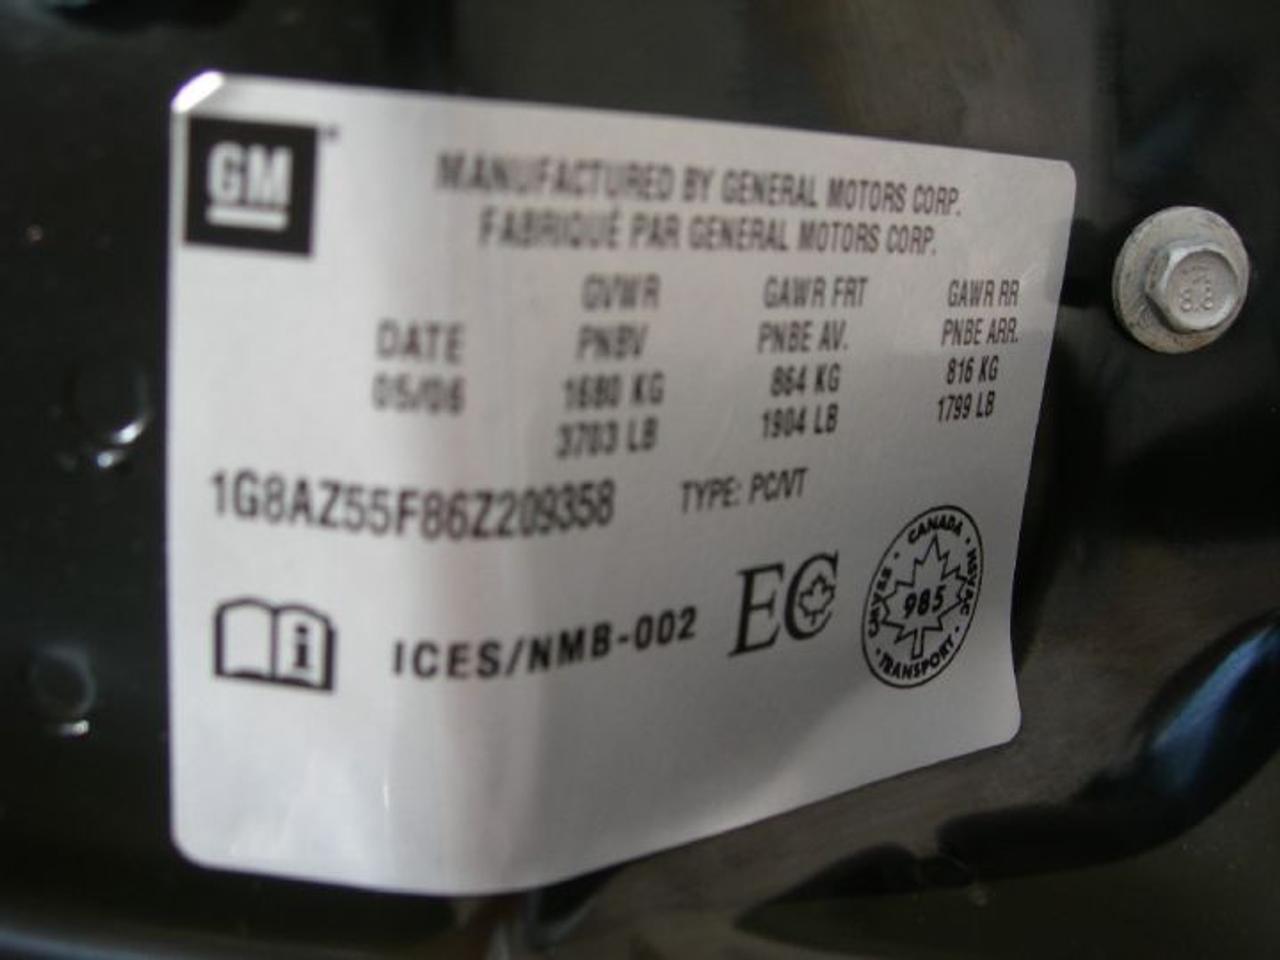 GM
MANUFACTURED BY GENERAL MOTORS CORP.
FABRIQUÉ PAR GENERAL MOTORS CORP.
GVWR GAWR FRT GAWR RR
DATE PNBV PNBE AV. PNBE ARR.
05/06 1680 KG 864 KG 816 KG
3703 LB 1904 LB 1799 LB
1G8AZ55F86Z209358 TYPE: PC/VT
i ICES/NMB-002 EC
CANADA · NSVAC · TRANSPORT ·
985
8.8